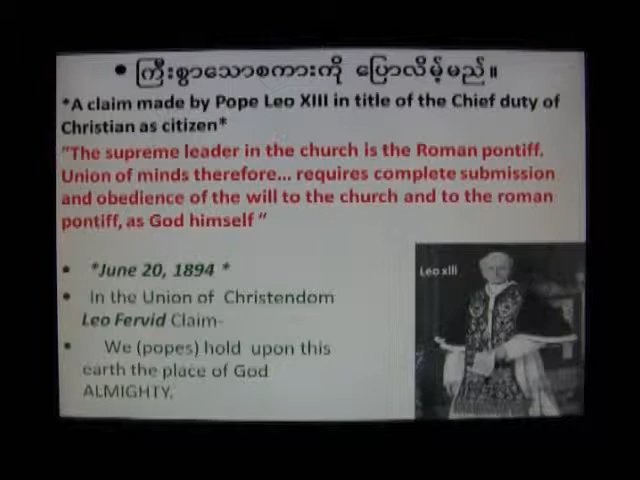 • ကြီးစွာသောစကားကို ပြောလိမ့်မည်။
*A claim made by Pope Leo XIII in title of the Chief duty of
Christian as citizen*
“The supreme leader in the church is the Roman pontiff.
Union of minds therefore... requires complete submission
and obedience of the will to the church and to the roman
pontiff, as God himself “
• *June 20, 1894 *
• In the Union of Christendom
Leo Fervid Claim-
• We (popes) hold upon this
earth the place of God
ALMIGHTY.
Leo xiii